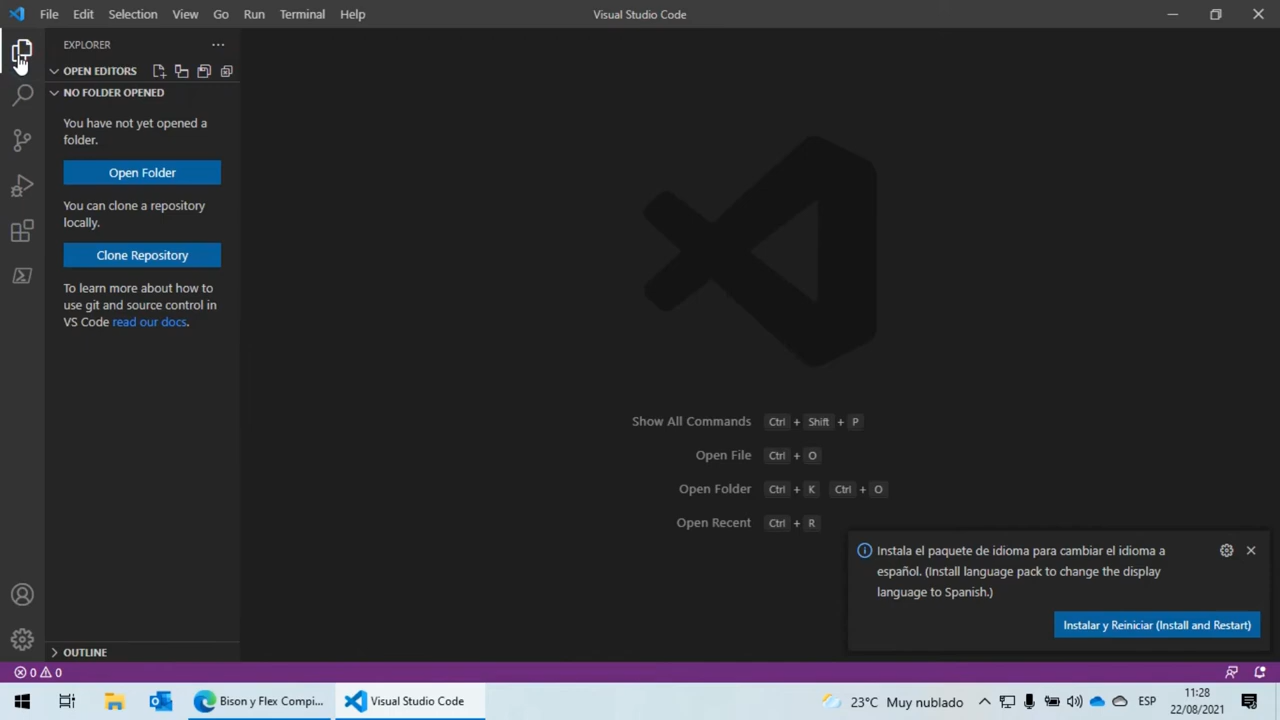 File Edit Selection View Go Run Terminal Help
Visual Studio Code
EXPLORER
OPEN EDITORS
NO FOLDER OPENED
You have not yet opened a
folder.
Open Folder
You can clone a repository
locally.
Clone Repository
To learn more about how to
use git and source control in
VS Code read our docs.
Show All Commands Ctrl + Shift + P
Open File Ctrl + O
Open Folder Ctrl + K Ctrl + O
Open Recent Ctrl + R
Instala el paquete de idioma para cambiar el idioma a
español. (Install language pack to change the display
language to Spanish.)
Instalar y Reiniciar (Install and Restart)
OUTLINE
0 0
Bison y Flex Compi...
Visual Studio Code
23°C Muy nublado
ESP
11:28
22/08/2021